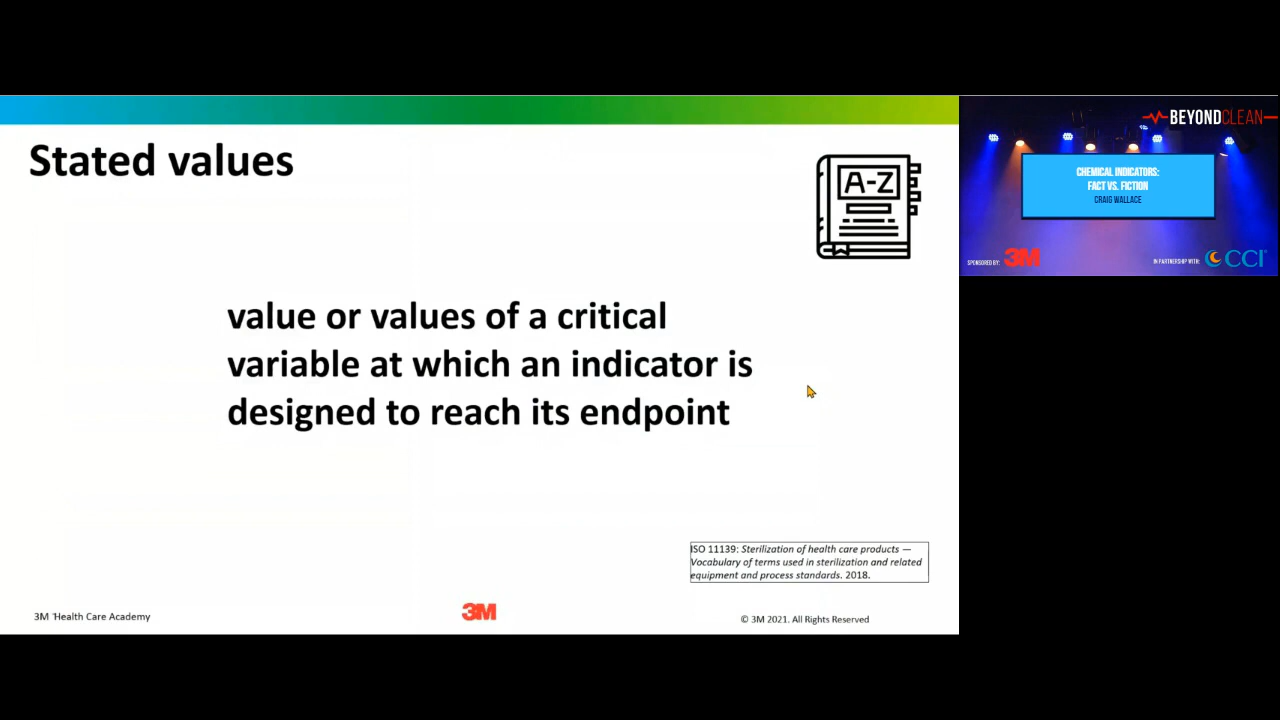 Stated values
A-Z
value or values of a critical
variable at which an indicator is
designed to reach its endpoint
ISO 11139: Sterilization of health care products —
Vocabulary of terms used in sterilization and related
equipment and process standards. 2018.
3M Health Care Academy
3M
© 3M 2021. All Rights Reserved
BEYONDCLEAN
CHEMICAL INDICATORS:
FACT VS. FICTION
CRAIG WALLACE
SPONSORED BY: 3M
IN PARTNERSHIP WITH: CCI